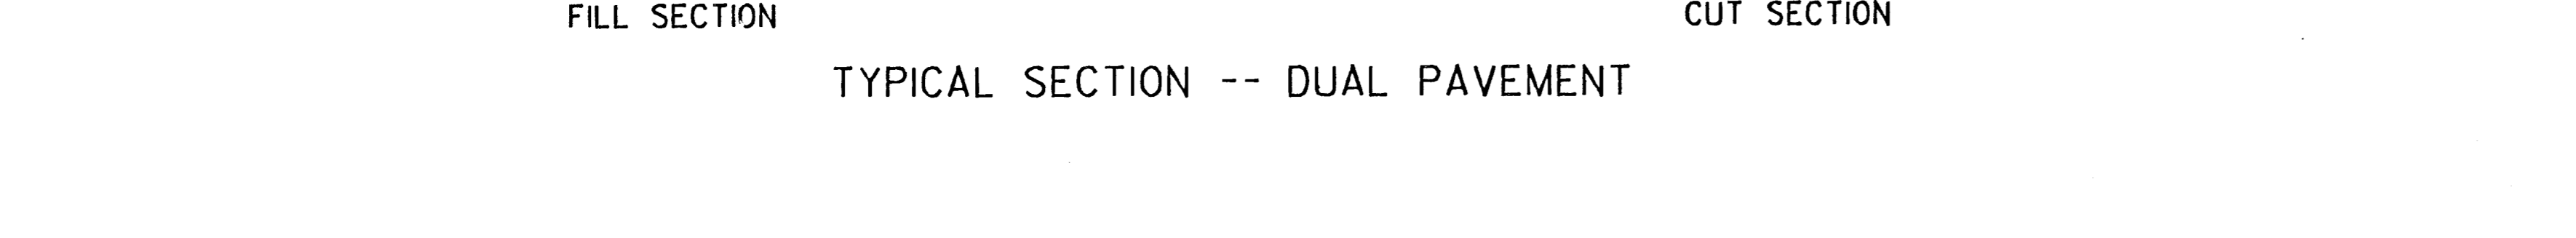 FILL SECTION
CUT SECTION
TYPICAL SECTION -- DUAL PAVEMENT